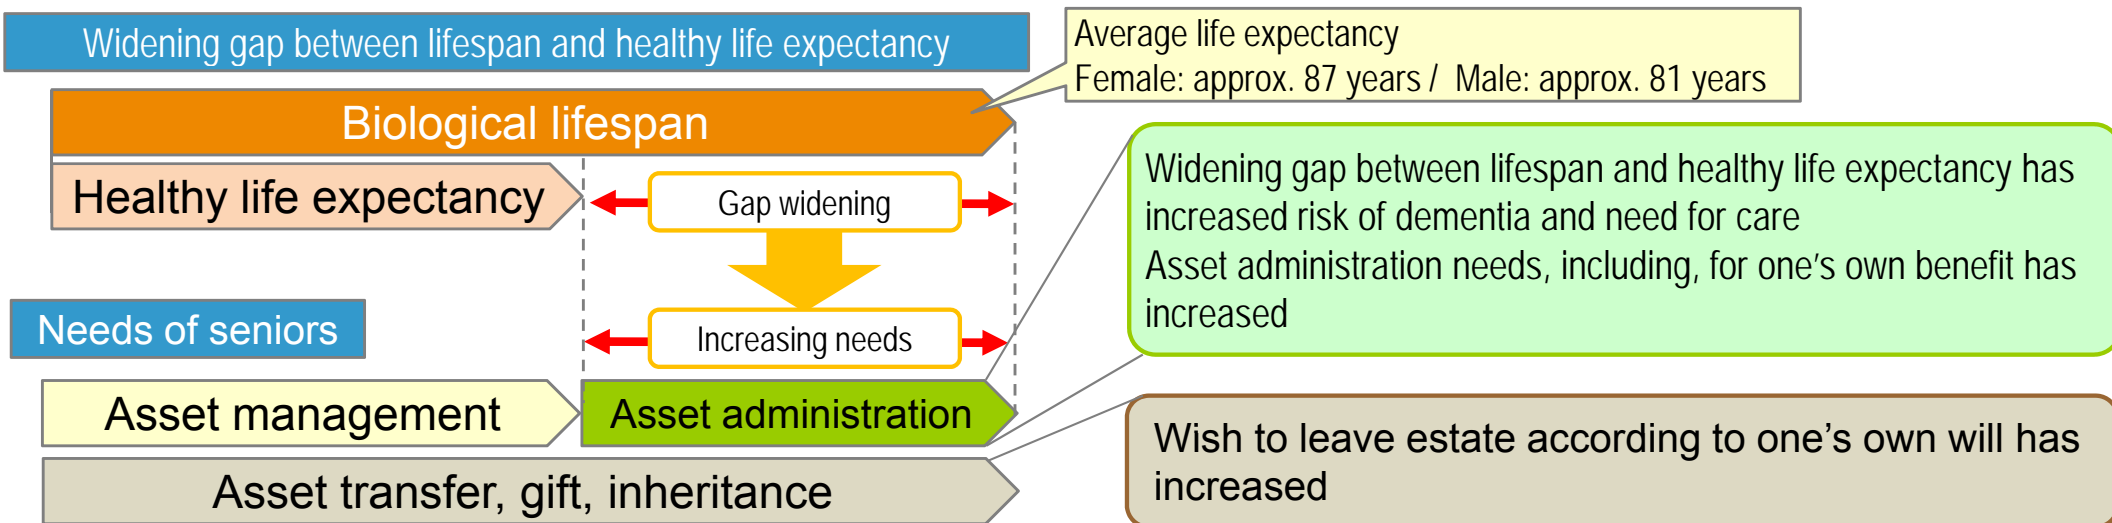 Widening gap between lifespan and healthy life expectancy
Average life expectancy
Female: approx. 87 years / Male: approx. 81 years
Biological lifespan
Healthy life expectancy
Gap widening
Widening gap between lifespan and healthy life expectancy has
increased risk of dementia and need for care
Asset administration needs, including, for one's own benefit has
increased
Needs of seniors
Increasing needs
Asset management
Asset administration
Asset transfer, gift, inheritance
Wish to leave estate according to one's own will has
increased